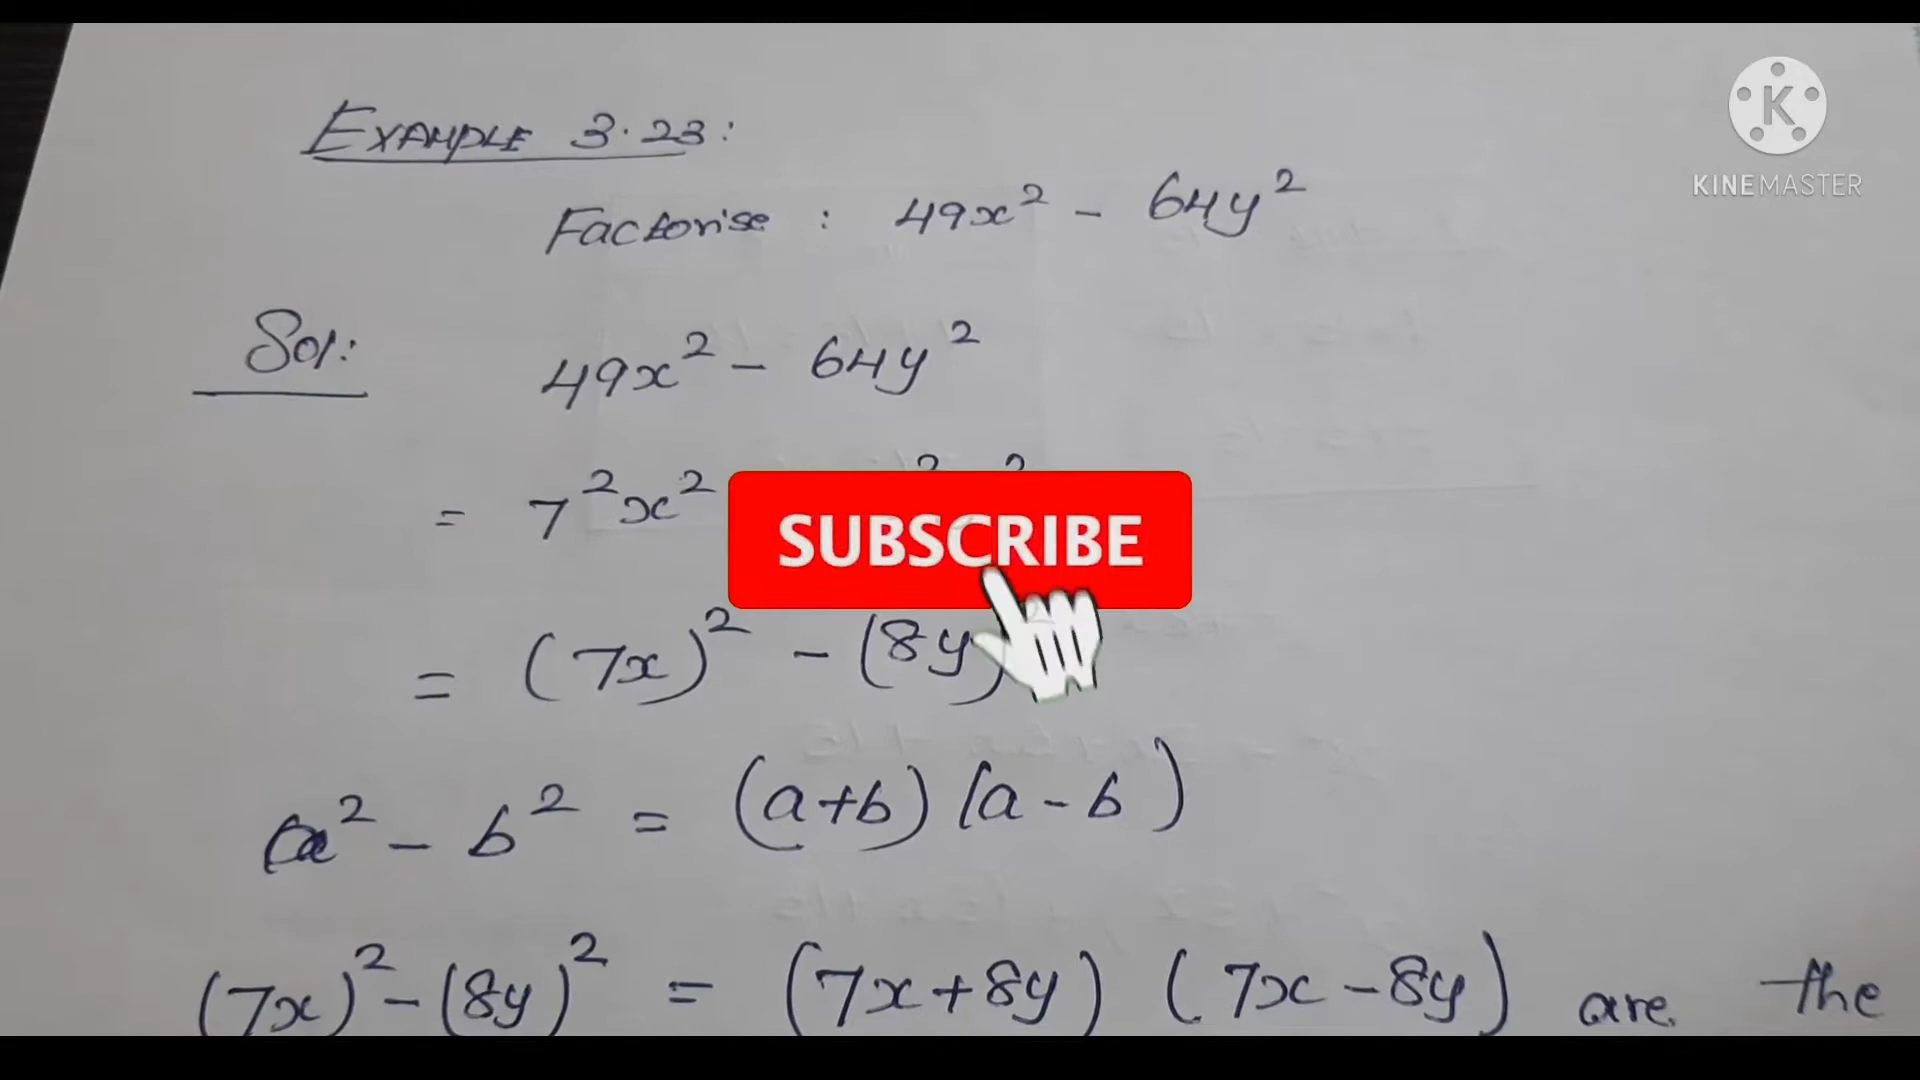 EXAMPLE 3.23:
Factorise : 49x² - 64y²
Sol:
49x² - 64y²
= 7²x²
SUBSCRIBE
= (7x)² - (8y)
a² - b² = (a+b) (a-b)
(7x)² - (8y)² = (7x+8y) (7x-8y) are the
K
KINEMASTER